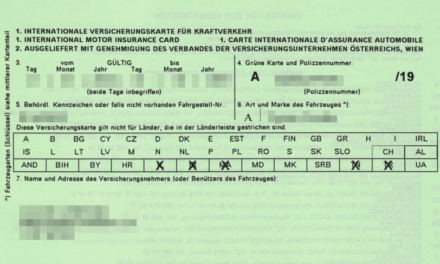 1. INTERNATIONALE VERSICHERUNGSKARTE FÜR KRAFTVERKEHR
1. INTERNATIONAL MOTOR INSURANCE CARD 1. CARTE INTERNATIONALE D'ASSURANCE AUTOMOBILE
2. AUSGELIEFERT MIT GENEHMIGUNG DES VERBANDES DER VERSICHERUNGSUNTERNEHMEN ÖSTERREICHS, WIEN
3. vom GÜLTIG bis
Tag Monat Jahr Tag Monat Jahr
(beide Tage inbegriffen)
4. Grüne Karte und Polizzennummer:
A /19
(Polizzennummer)
5. Behördl. Kennzeichen oder falls nicht vorhanden Fahrgestell-Nr.:
6. Art und Marke des Fahrzeuges *):
A
Diese Versicherungskarte gilt nicht für Länder, die in der Länderleiste gestrichen sind.
A B BG CY CZ D DK E EST F FIN GB GR H I IRL
IS L LT LV M N NL P PL RO S SK SLO CH AL
AND BIH BY HR MD MK SRB UA
7. Name und Adresse des Versicherungsnehmers (oder Benützers des Fahrzeuges):
*) Fahrzeugarten (Schlüssel) siehe mittlerer Kartenteil